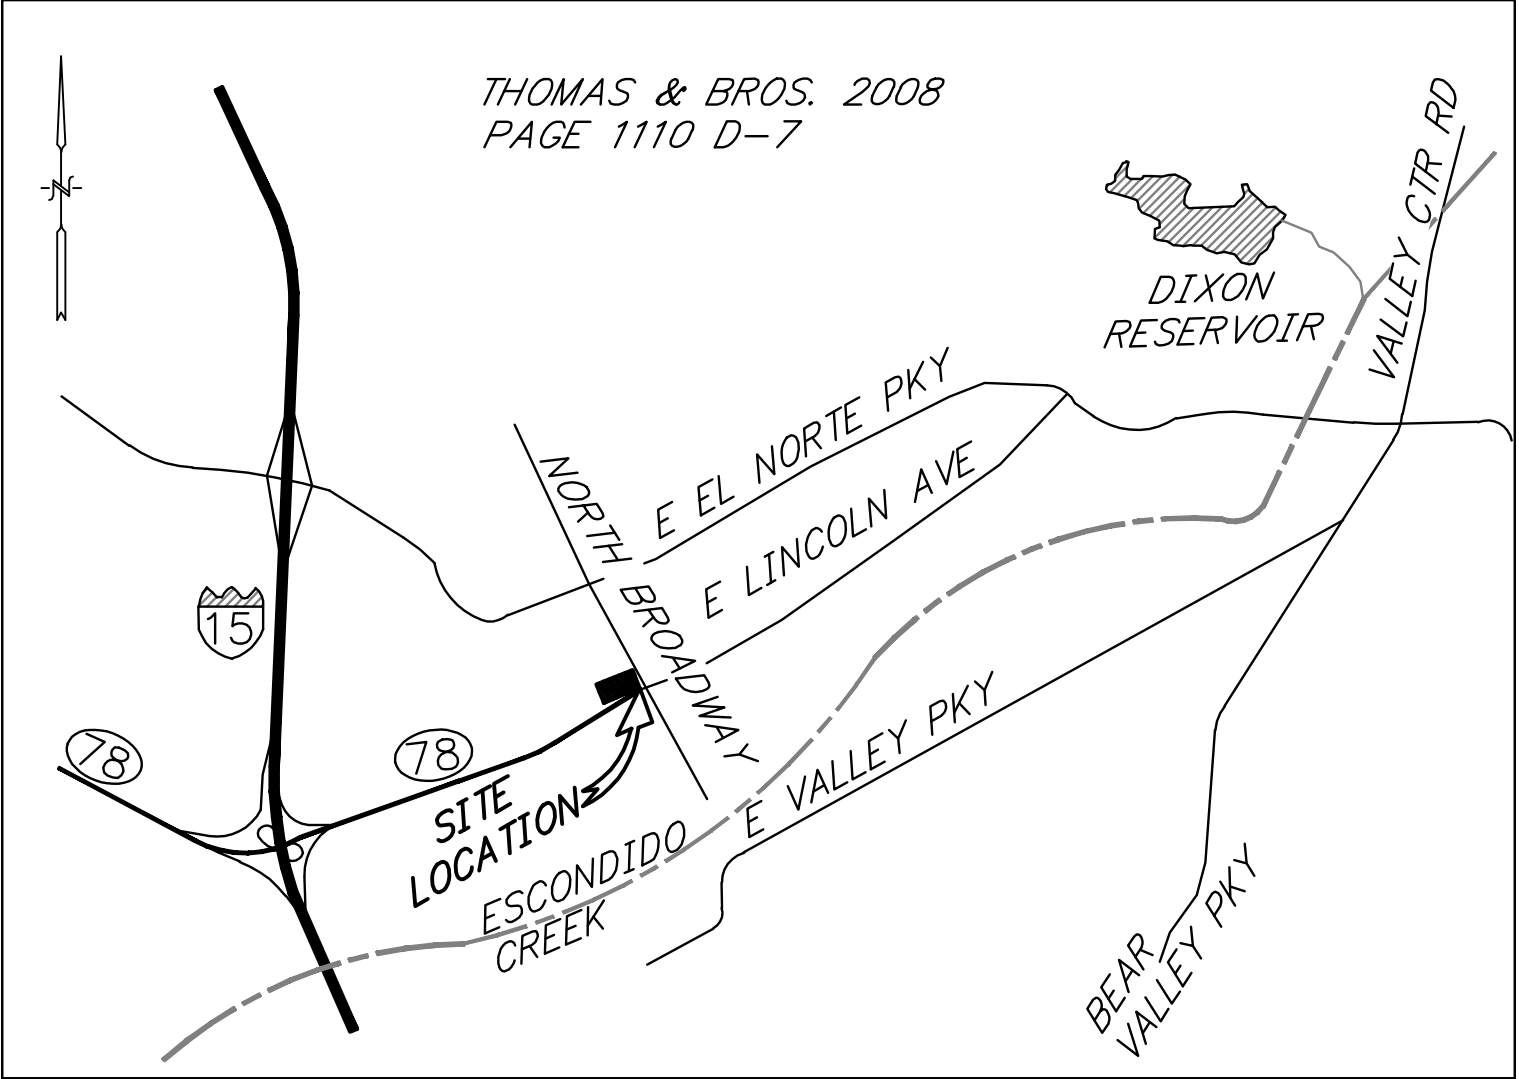 THOMAS & BROS. 2008
PAGE 1110 D-7
N
VALLEY CTR RD
DIXON
RESERVOIR
E EL NORTE PKY
E LINCOLN AVE
NORTH BROADWAY
15
78
78
SITE
LOCATION
E VALLEY PKY
ESCONDIDO
CREEK
BEAR
VALLEY PKY